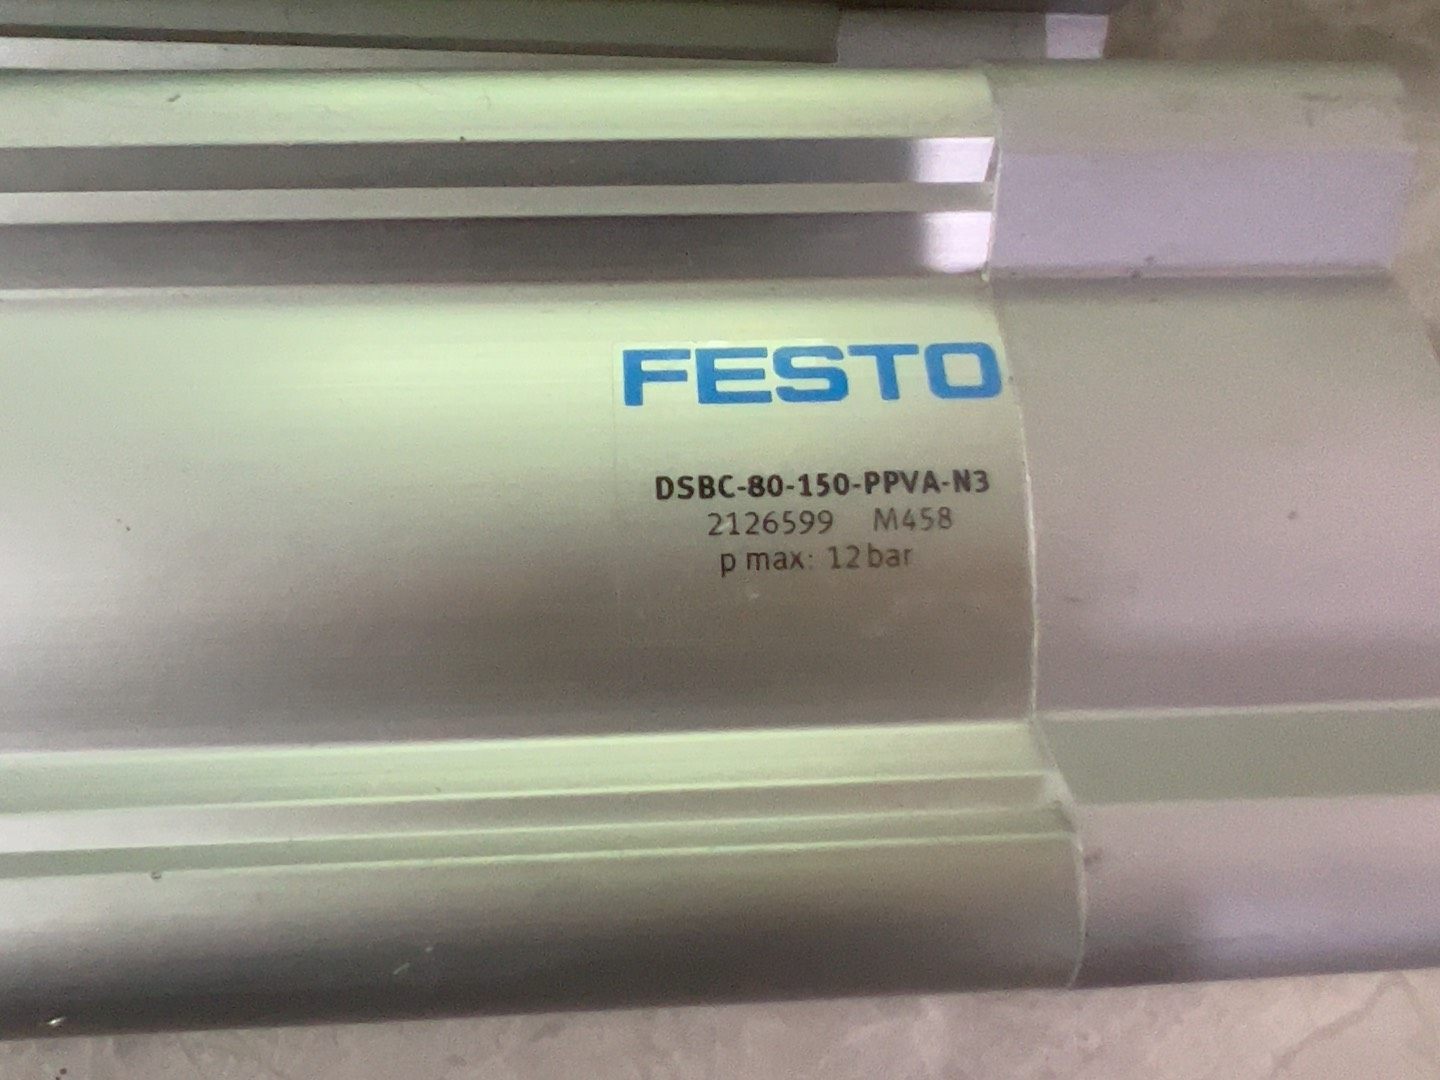 FESTO
DSBC-80-150-PPVA-N3
2126599 M458
p max: 12 bar